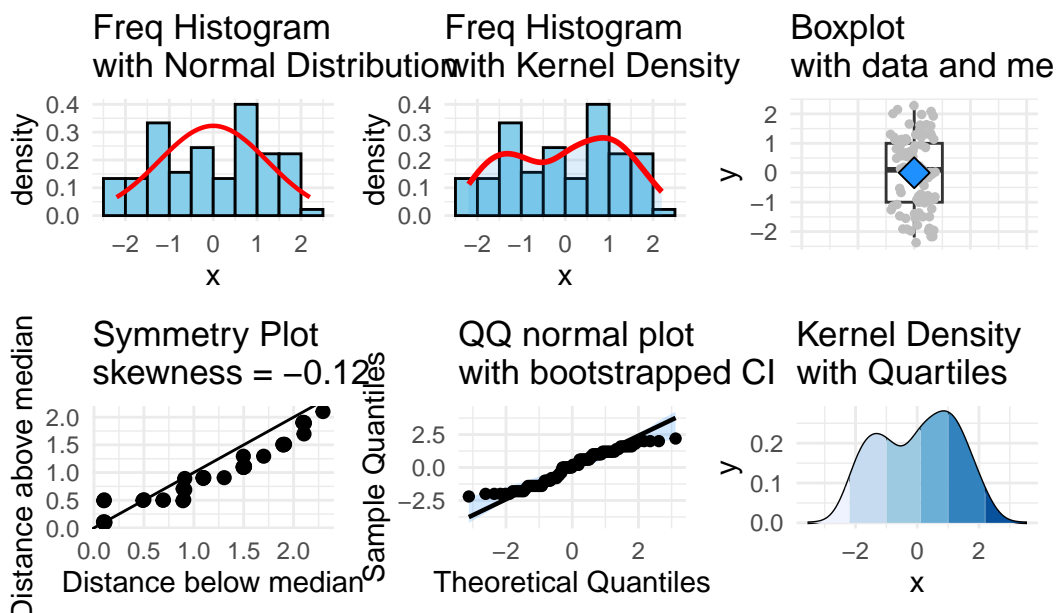 Freq Histogram
with Normal Distribution
density
0.4
0.3
0.2
0.1
0.0
−2 −1 0 1 2
x
Freq Histogram
with Kernel Density
density
0.4
0.3
0.2
0.1
0.0
−2 −1 0 1 2
x
Boxplot
with data and me
y
2
1
0
−1
−2
Symmetry Plot
skewness = −0.12
Distance above median
2.0
1.5
1.0
0.5
0.0
0.0 0.5 1.0 1.5 2.0
Distance below median
QQ normal plot
with bootstrapped CI
Sample Quantiles
2.5
0.0
−2.5
−2 0 2
Theoretical Quantiles
Kernel Density
with Quartiles
y
0.2
0.1
0.0
−2 0 2
x